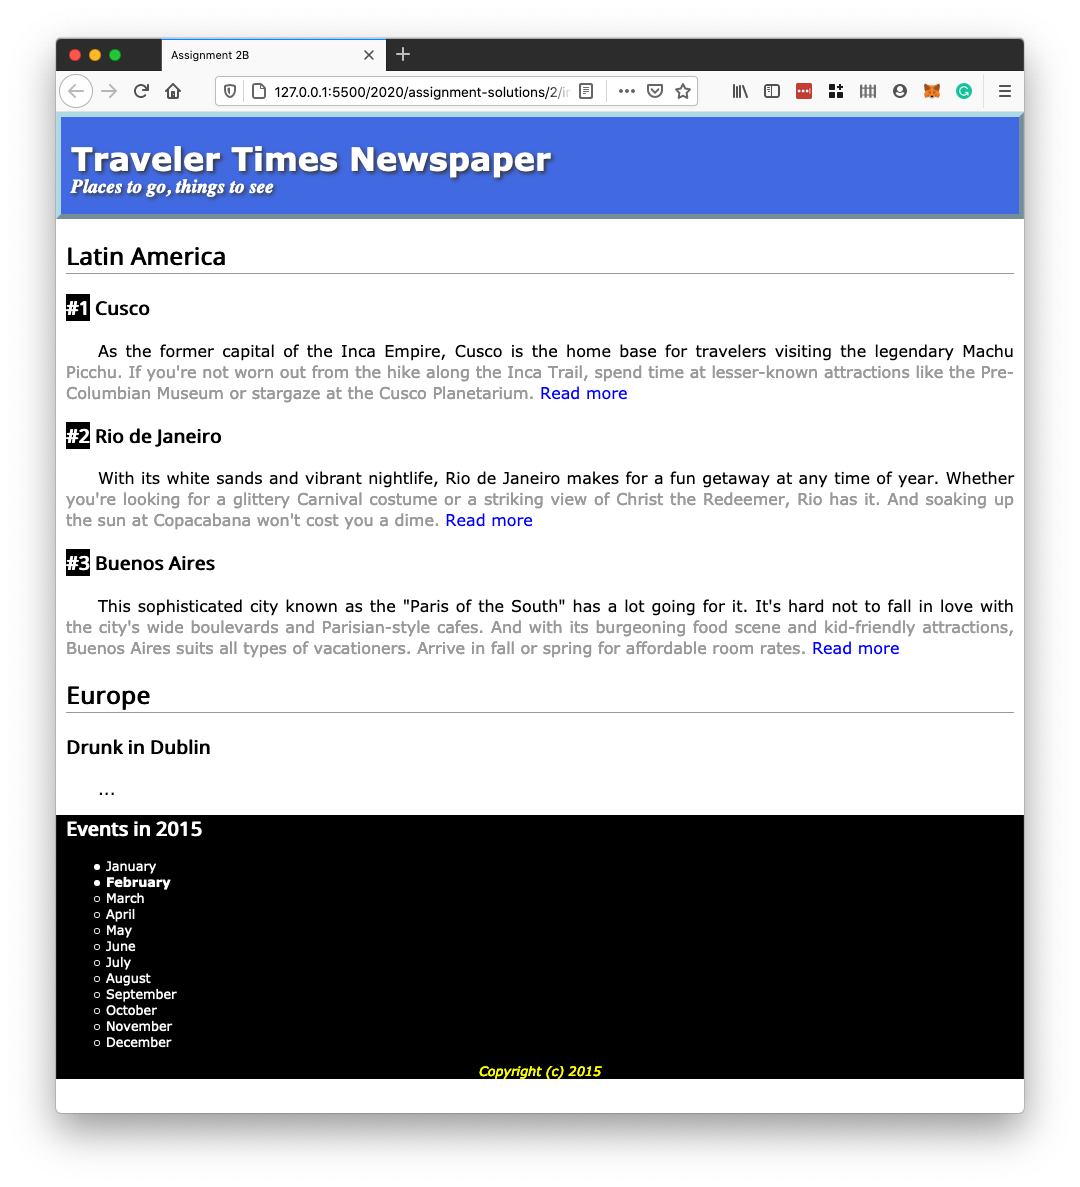 Assignment 2B
127.0.0.1:5500/2020/assignment-solutions/2/in
Traveler Times Newspaper
Places to go, things to see
Latin America
#1 Cusco
As the former capital of the Inca Empire, Cusco is the home base for travelers visiting the legendary Machu
Picchu. If you're not worn out from the hike along the Inca Trail, spend time at lesser-known attractions like the Pre-
Columbian Museum or stargaze at the Cusco Planetarium. Read more
#2 Rio de Janeiro
With its white sands and vibrant nightlife, Rio de Janeiro makes for a fun getaway at any time of year. Whether
you're looking for a glittery Carnival costume or a striking view of Christ the Redeemer, Rio has it. And soaking up
the sun at Copacabana won't cost you a dime. Read more
#3 Buenos Aires
This sophisticated city known as the "Paris of the South" has a lot going for it. It's hard not to fall in love with
the city's wide boulevards and Parisian-style cafes. And with its burgeoning food scene and kid-friendly attractions,
Buenos Aires suits all types of vacationers. Arrive in fall or spring for affordable room rates. Read more
Europe
Drunk in Dublin
...
Events in 2015
January
February
March
April
May
June
July
August
September
October
November
December
Copyright (c) 2015